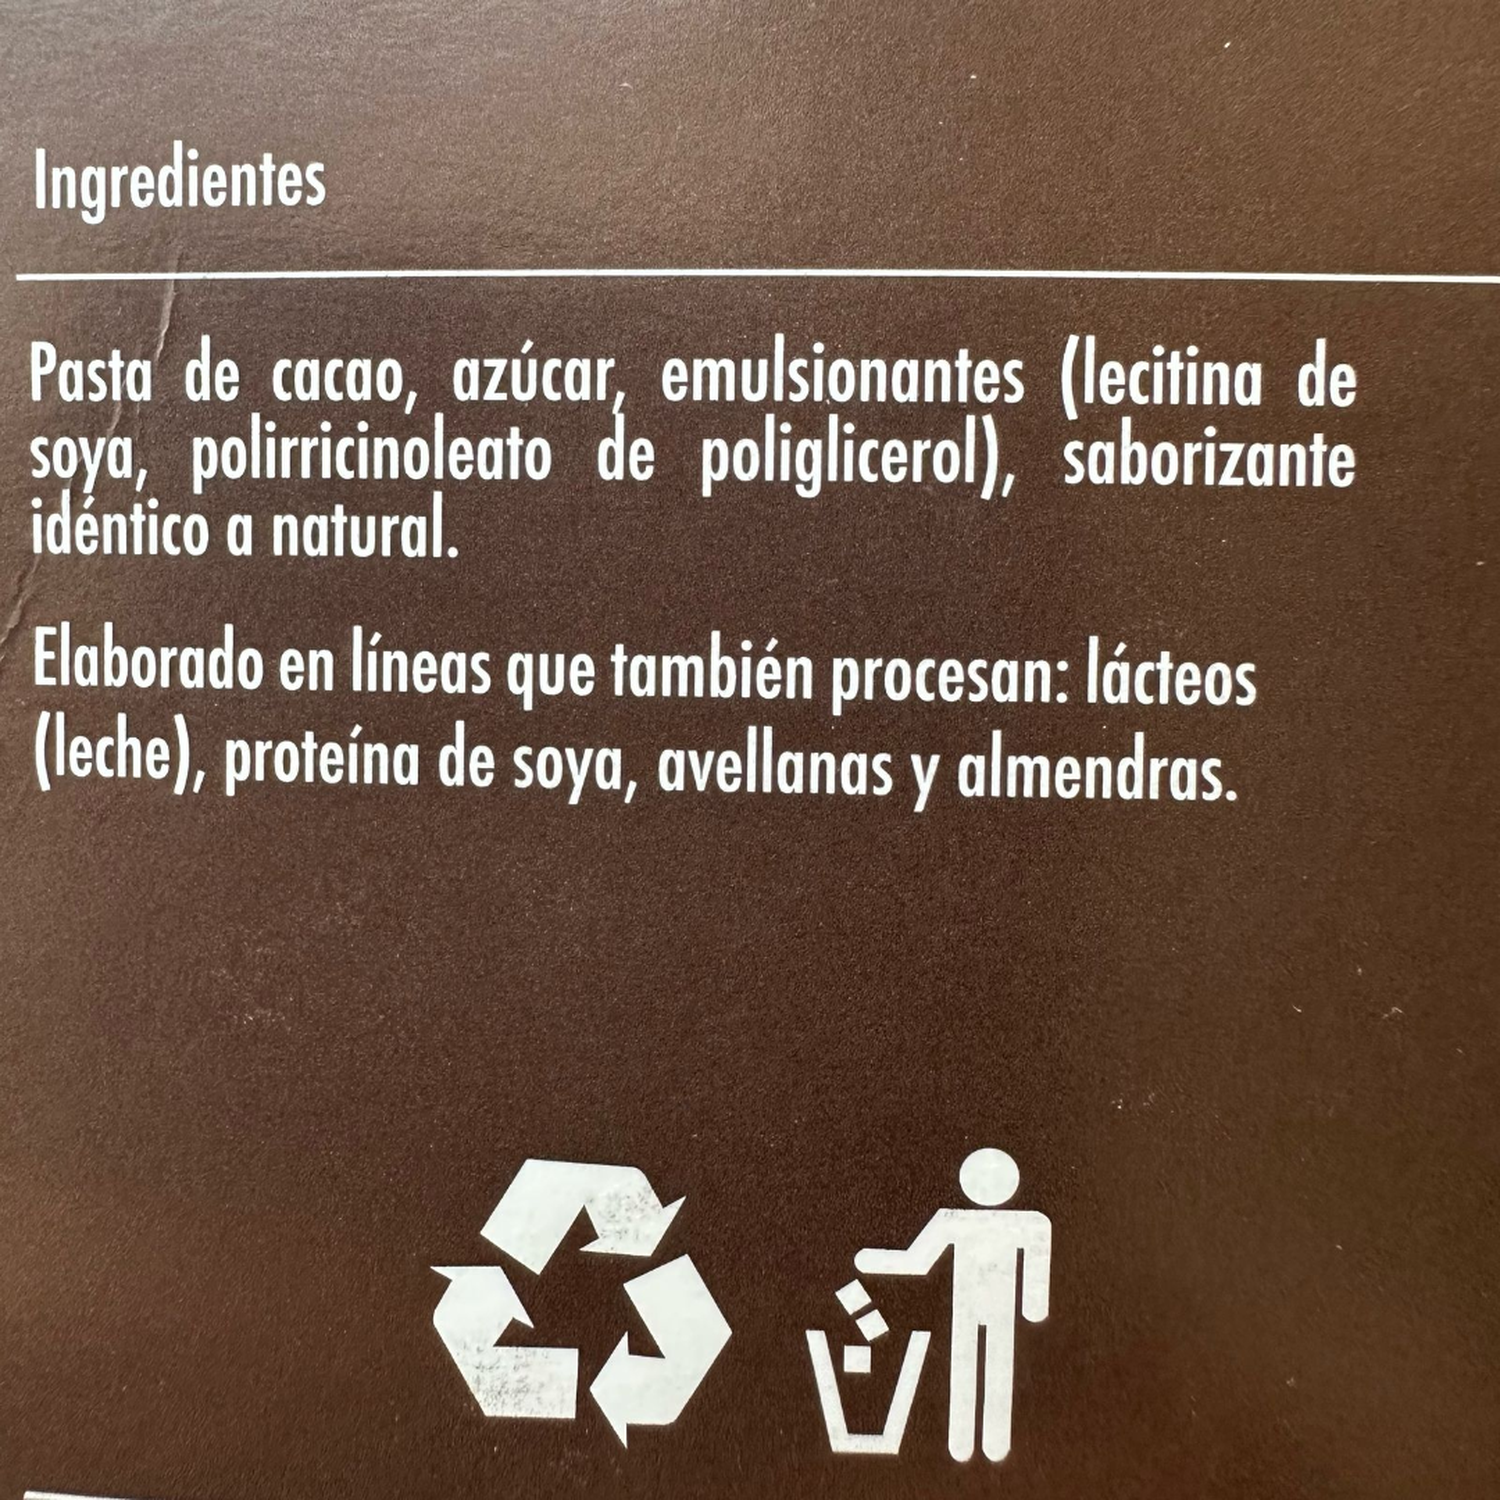 Ingredientes
Pasta de cacao, azúcar, emulsionantes (lecitina de
soya, polirricinoleato de poliglicerol), saborizante
idéntico a natural.
Elaborado en líneas que también procesan: lácteos
(leche), proteína de soya, avellanas y almendras.